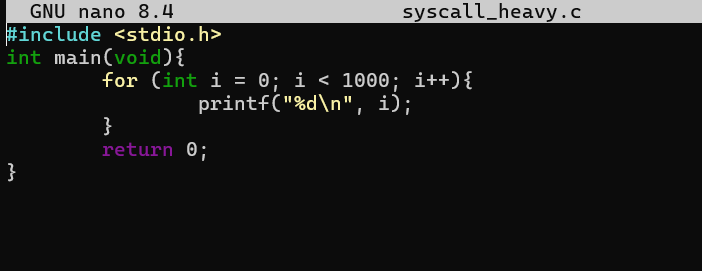 GNU nano 8.4 syscall_heavy.c
#include <stdio.h>
int main(void){
        for (int i = 0; i < 1000; i++){
                printf("%d\n", i);
        }
        return 0;
}